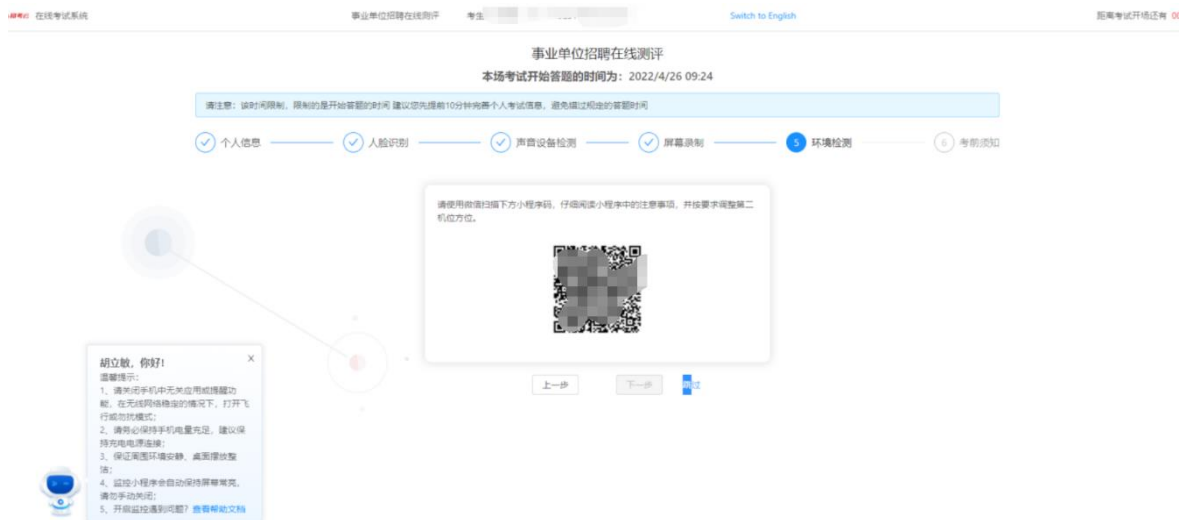 在线考试系统
事业单位招聘在线测评
考生
Switch to English
距离考试开场还有
事业单位招聘在线测评
本场考试开始答题的时间为：2022/4/26 09:24
请注意：该时间限制，限制的是开始答题的时间 建议您先提前10分钟完善个人考试信息，避免错过规定的答题时间
个人信息
人脸识别
声音设备检测
屏幕录制
5 环境检测
6 考前须知
请使用微信扫描下方小程序码，仔细阅读小程序中的注意事项，并按要求调整第二
机位方位。
上一步
下一步
跳过
胡立敏，你好！
X
温馨提示：
1、请关闭手机中无关应用或提醒功
能，在无线网络稳定的情况下，打开飞
行或勿扰模式；
2、请务必保持手机电量充足，建议保
持充电电源连接；
3、保证周围环境安静、桌面摆放整
洁；
4、监控小程序会自动保持屏幕常亮，
请勿手动关闭；
5、开启监控遇到问题？查看帮助文档